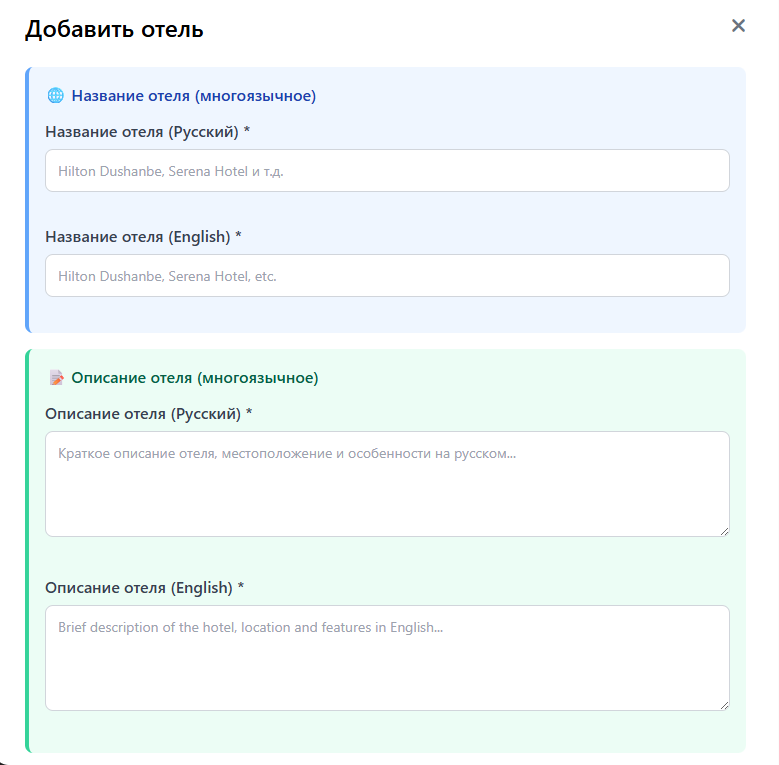 Добавить отель
Название отеля (многоязычное)
Название отеля (Русский) *
Hilton Dushanbe, Serena Hotel и т.д.
Название отеля (English) *
Hilton Dushanbe, Serena Hotel, etc.
Описание отеля (многоязычное)
Описание отеля (Русский) *
Краткое описание отеля, местоположение и особенности на русском...
Описание отеля (English) *
Brief description of the hotel, location and features in English...